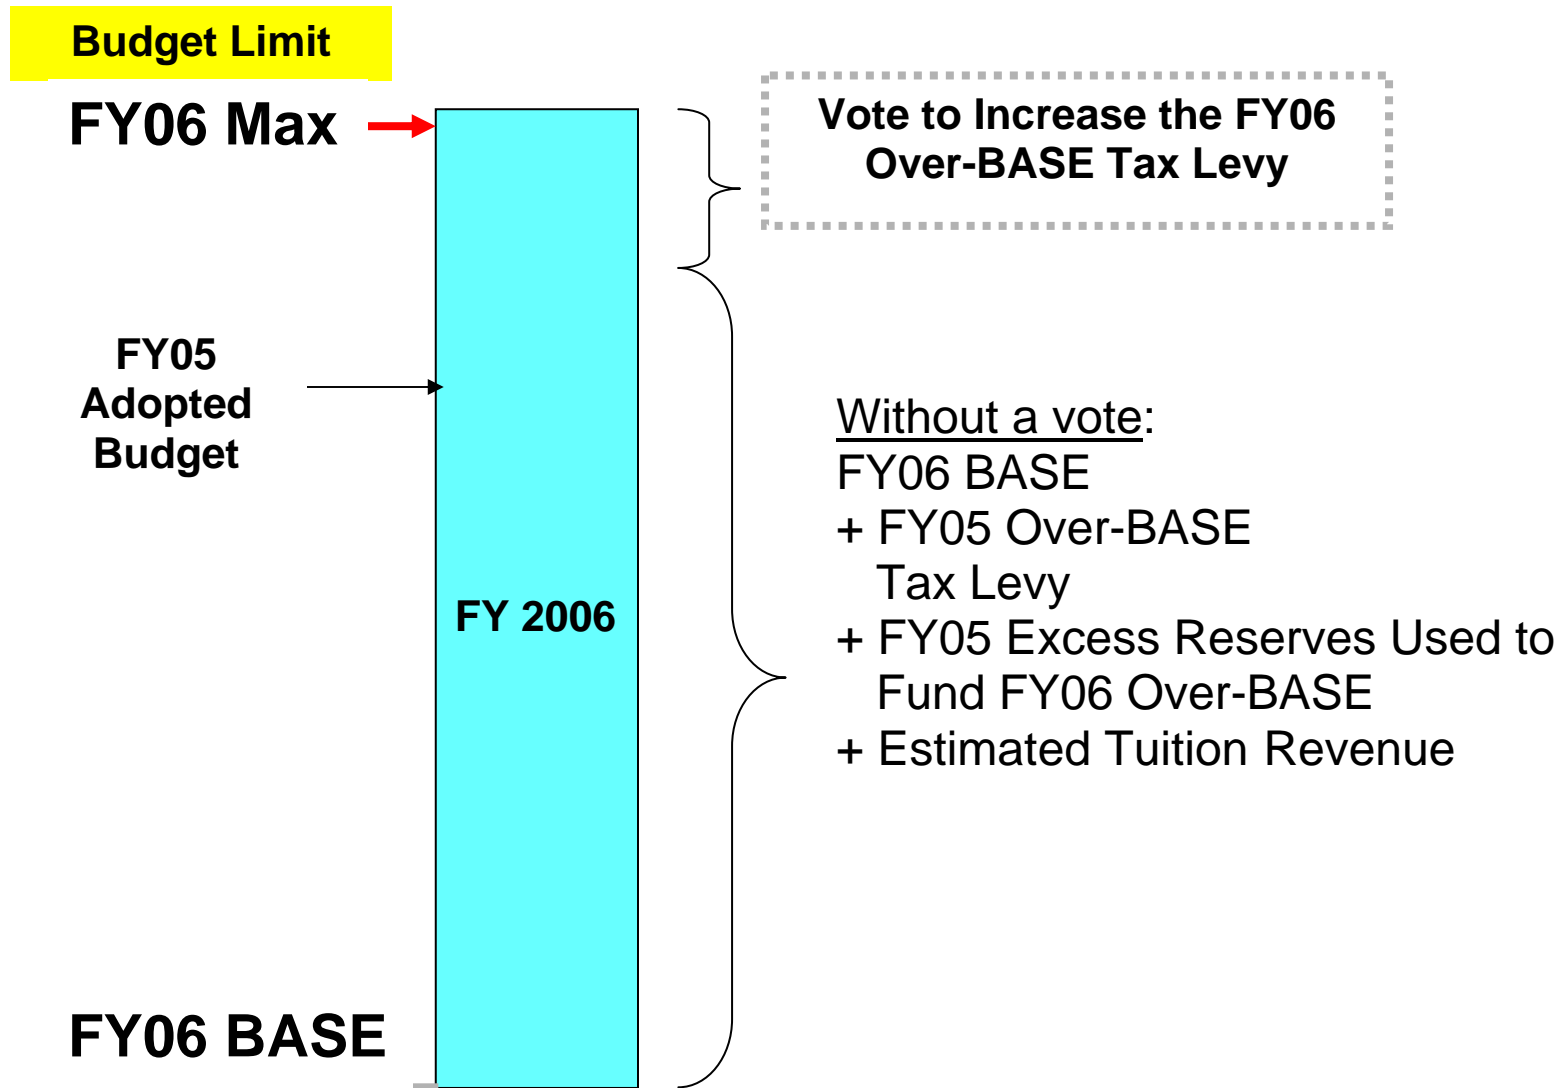 Budget Limit
FY06 Max
Vote to Increase the FY06
Over-BASE Tax Levy
FY05
Adopted
Budget
Without a vote:
FY06 BASE
+ FY05 Over-BASE
Tax Levy
+ FY05 Excess Reserves Used to
Fund FY06 Over-BASE
+ Estimated Tuition Revenue
FY 2006
FY06 BASE